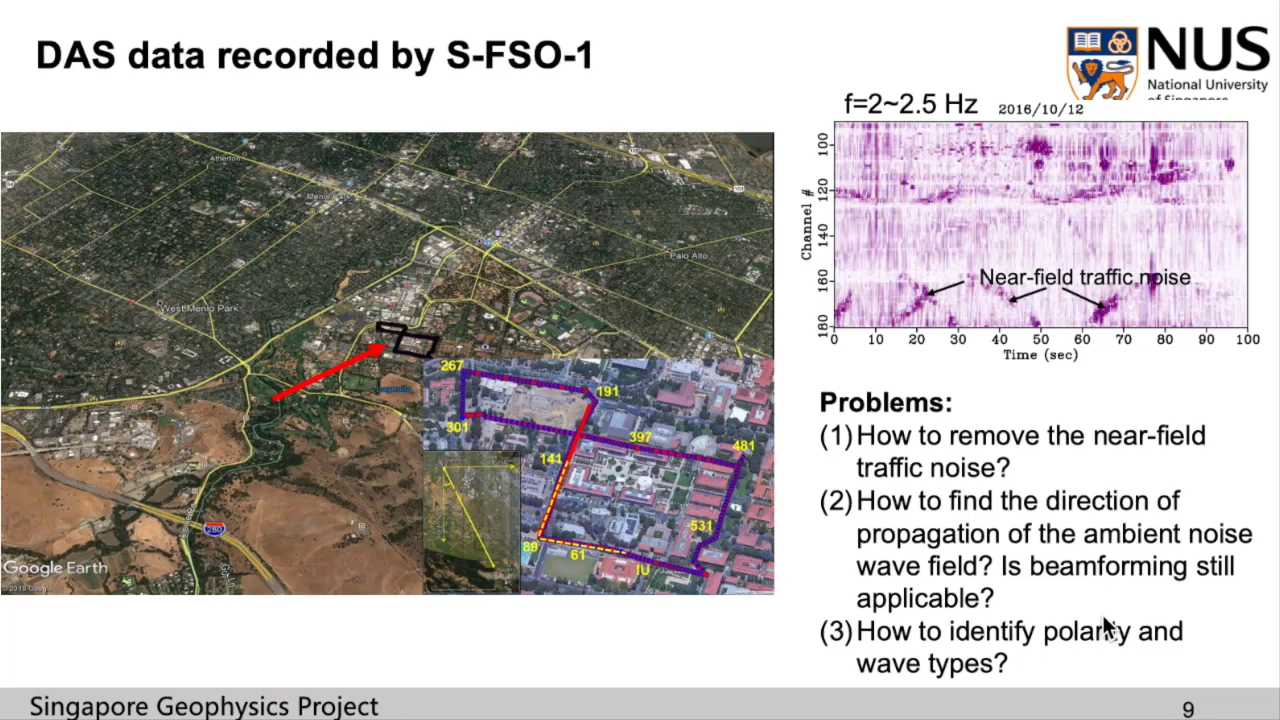 DAS data recorded by S-FSO-1
NUS
National University
of Singapore
f=2~2.5 Hz
2016/10/12
Channel #
100
120
140
160
180
Near-field traffic noise
0 10 20 30 40 50 60 70 80 90 100
Time (sec)
Atherton
Menlo Park
Palo Alto
West Menlo Park
280
Google Earth
267
191
301
397
481
141
531
89
61
IU
Problems:
(1) How to remove the near-field
traffic noise?
(2) How to find the direction of
propagation of the ambient noise
wave field? Is beamforming still
applicable?
(3) How to identify polarity and
wave types?
Singapore Geophysics Project
9